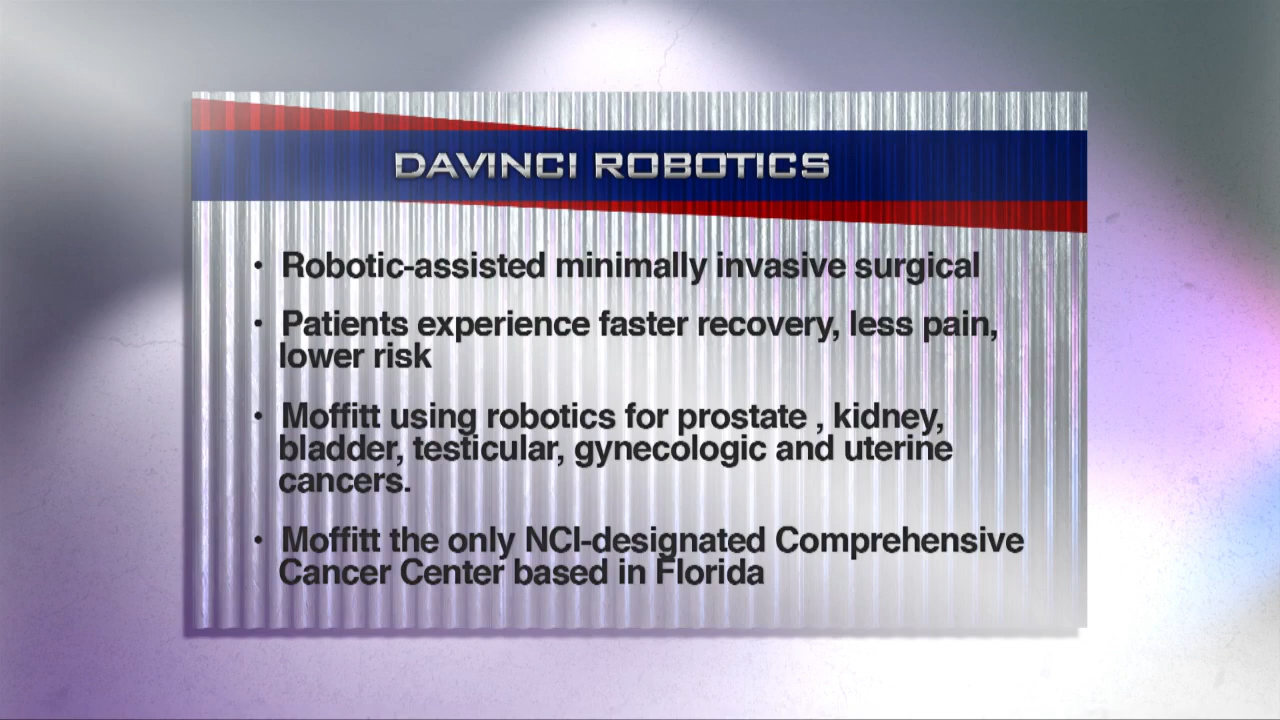 DAVINCI ROBOTICS
• Robotic-assisted minimally invasive surgical
• Patients experience faster recovery, less pain,
lower risk
• Moffitt using robotics for prostate , kidney,
bladder, testicular, gynecologic and uterine
cancers.
• Moffitt the only NCI-designated Comprehensive
Cancer Center based in Florida